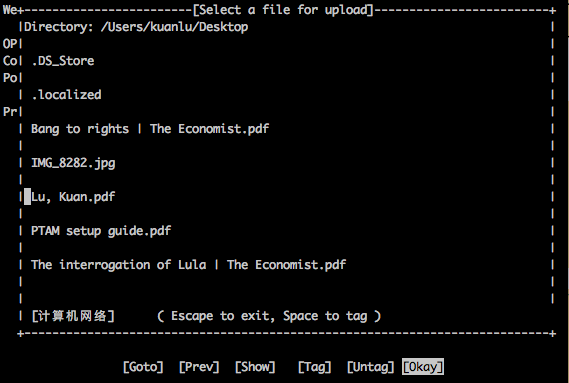 We [Select a file for upload]
Directory: /Users/kuanlu/Desktop
OP
Co .DS_Store
Po
.localized
Pr
Bang to rights | The Economist.pdf
IMG_8282.jpg
Lu, Kuan.pdf
PTAM setup guide.pdf
The interrogation of Lula | The Economist.pdf
[计算机网络] ( Escape to exit, Space to tag )
[Goto] [Prev] [Show] [Tag] [Untag] [Okay]